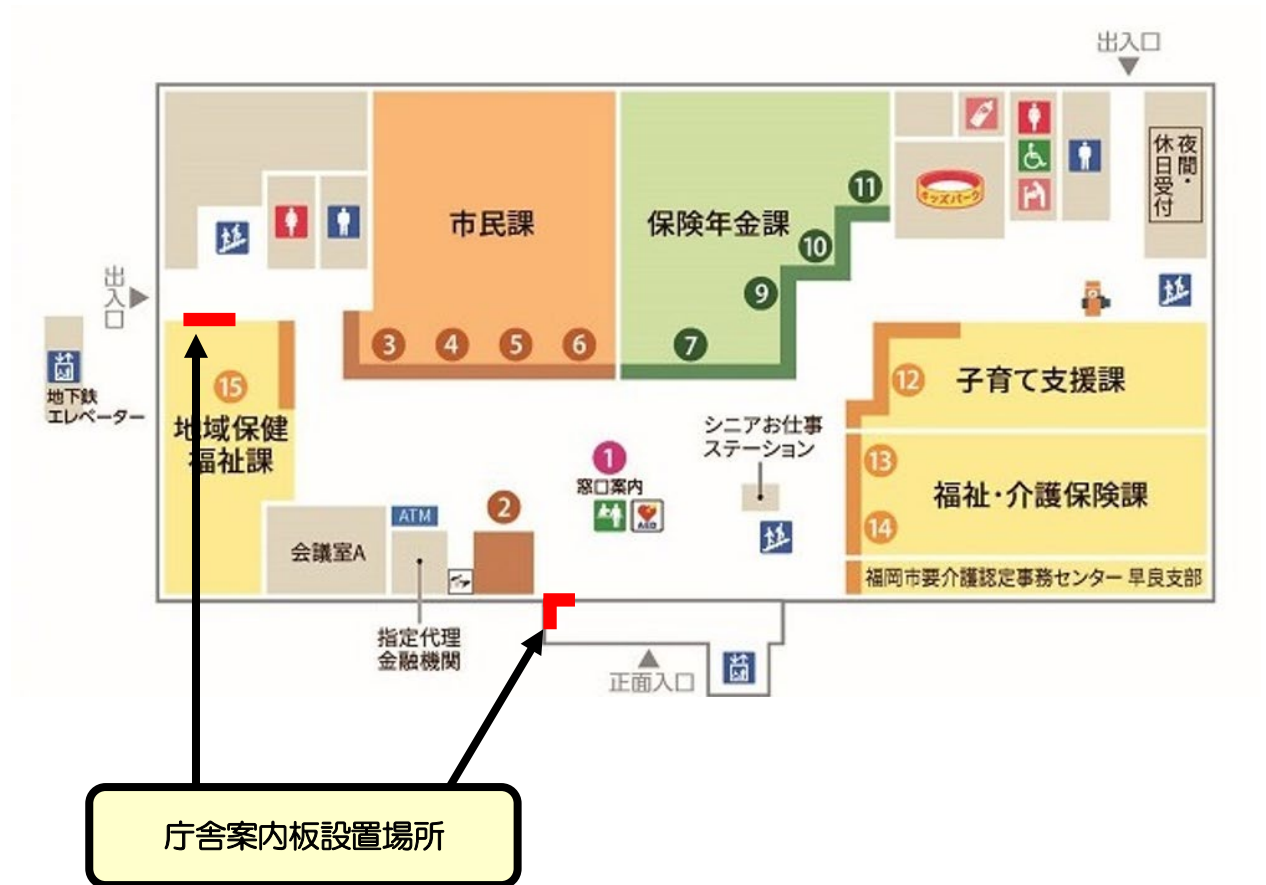 出入口
夜間・
休日受付
キッズパーク
11
市民課
保険年金課
10
9
出入口
3
4
5
6
7
15
12
子育て支援課
地下鉄
エレベーター
地域保健
福祉課
シニアお仕事
ステーション
1
窓口案内
AED
13
福祉・介護保険課
14
2
ATM
会議室A
福岡市要介護認定事務センター 早良支部
指定代理
金融機関
正面入口
庁舎案内板設置場所